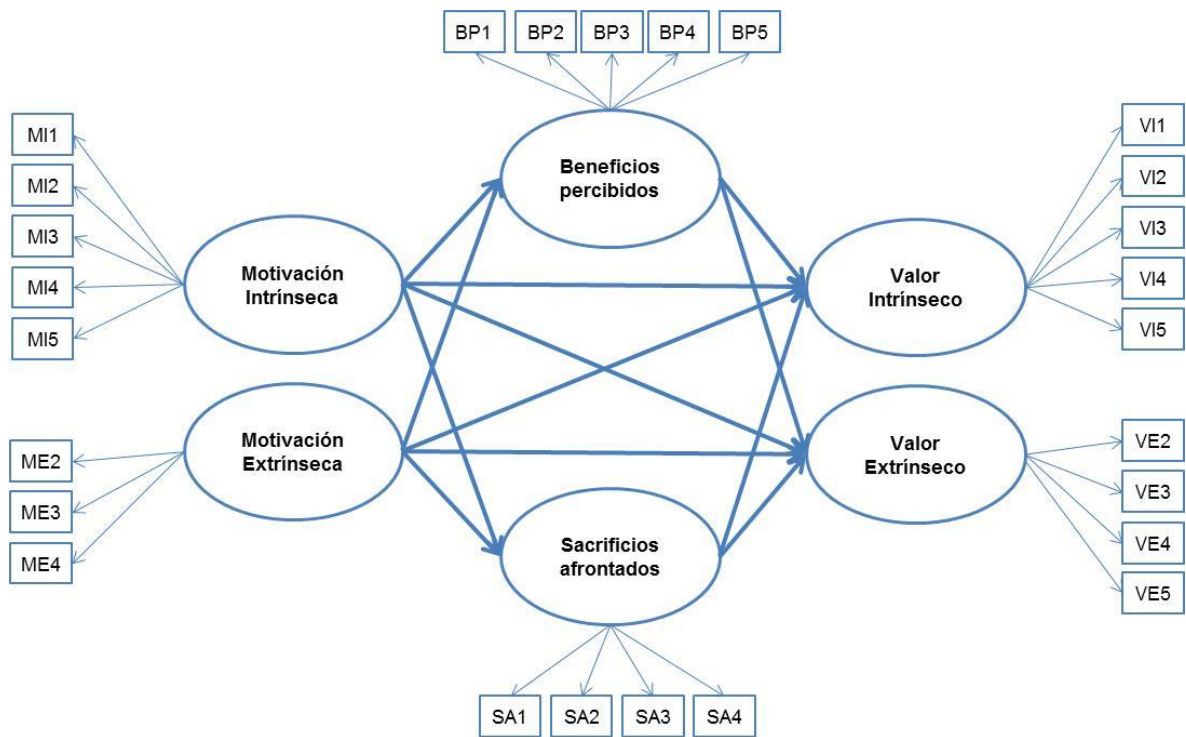 BP1 BP2 BP3 BP4 BP5
MI1
MI2
MI3
MI4
MI5
Beneficios
percibidos
Motivación
Intrínseca
Valor
Intrínseco
VI1
VI2
VI3
VI4
VI5
ME2
ME3
ME4
Motivación
Extrínseca
Valor
Extrínseco
VE2
VE3
VE4
VE5
Sacrificios
afrontados
SA1 SA2 SA3 SA4